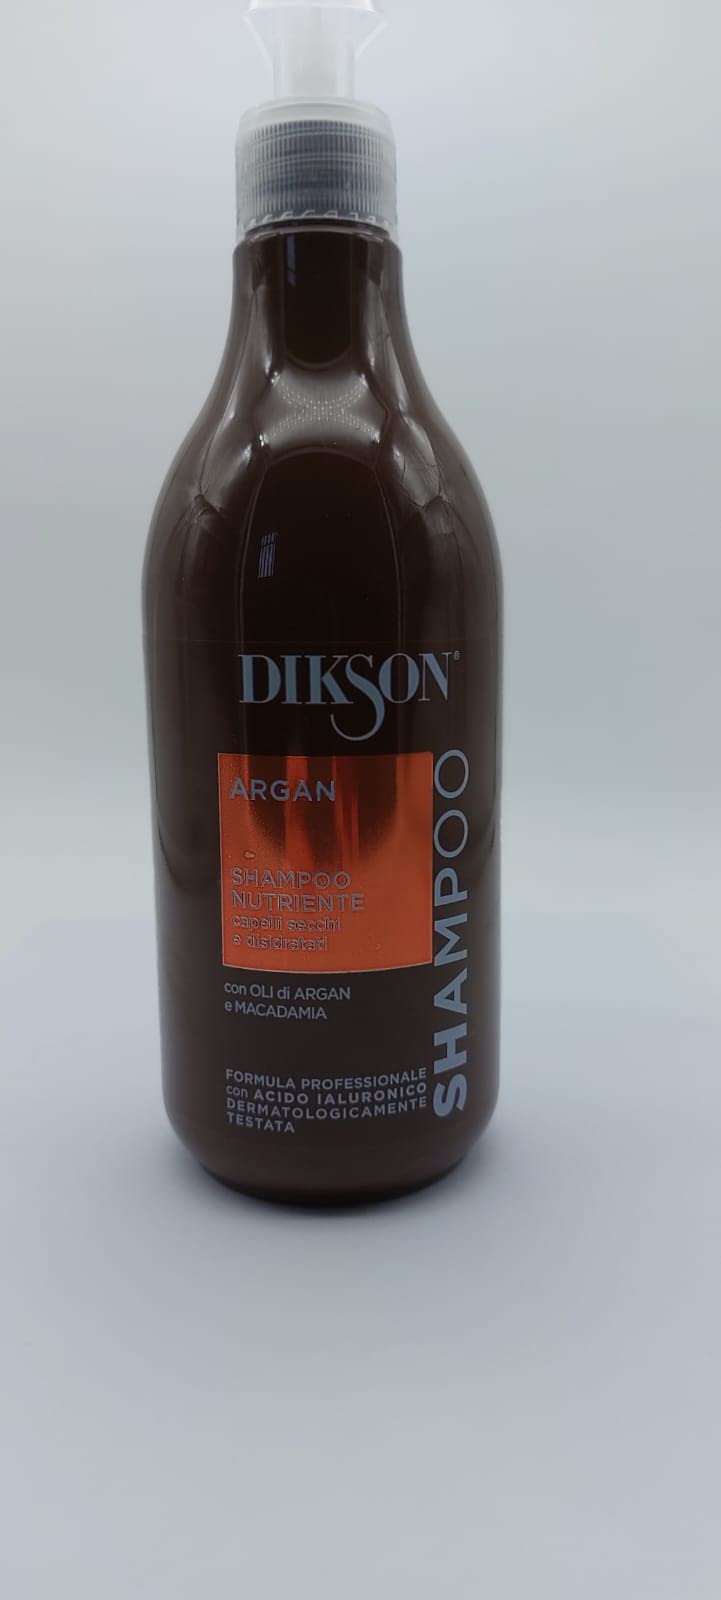 DIKSON®
ARGAN
SHAMPOO
NUTRIENTE
capelli secchi
e disidratati
con OLI di ARGAN
e MACADAMIA
FORMULA PROFESSIONALE
con ACIDO IALURONICO
DERMATOLOGICAMENTE
TESTATA
SHAMPOO